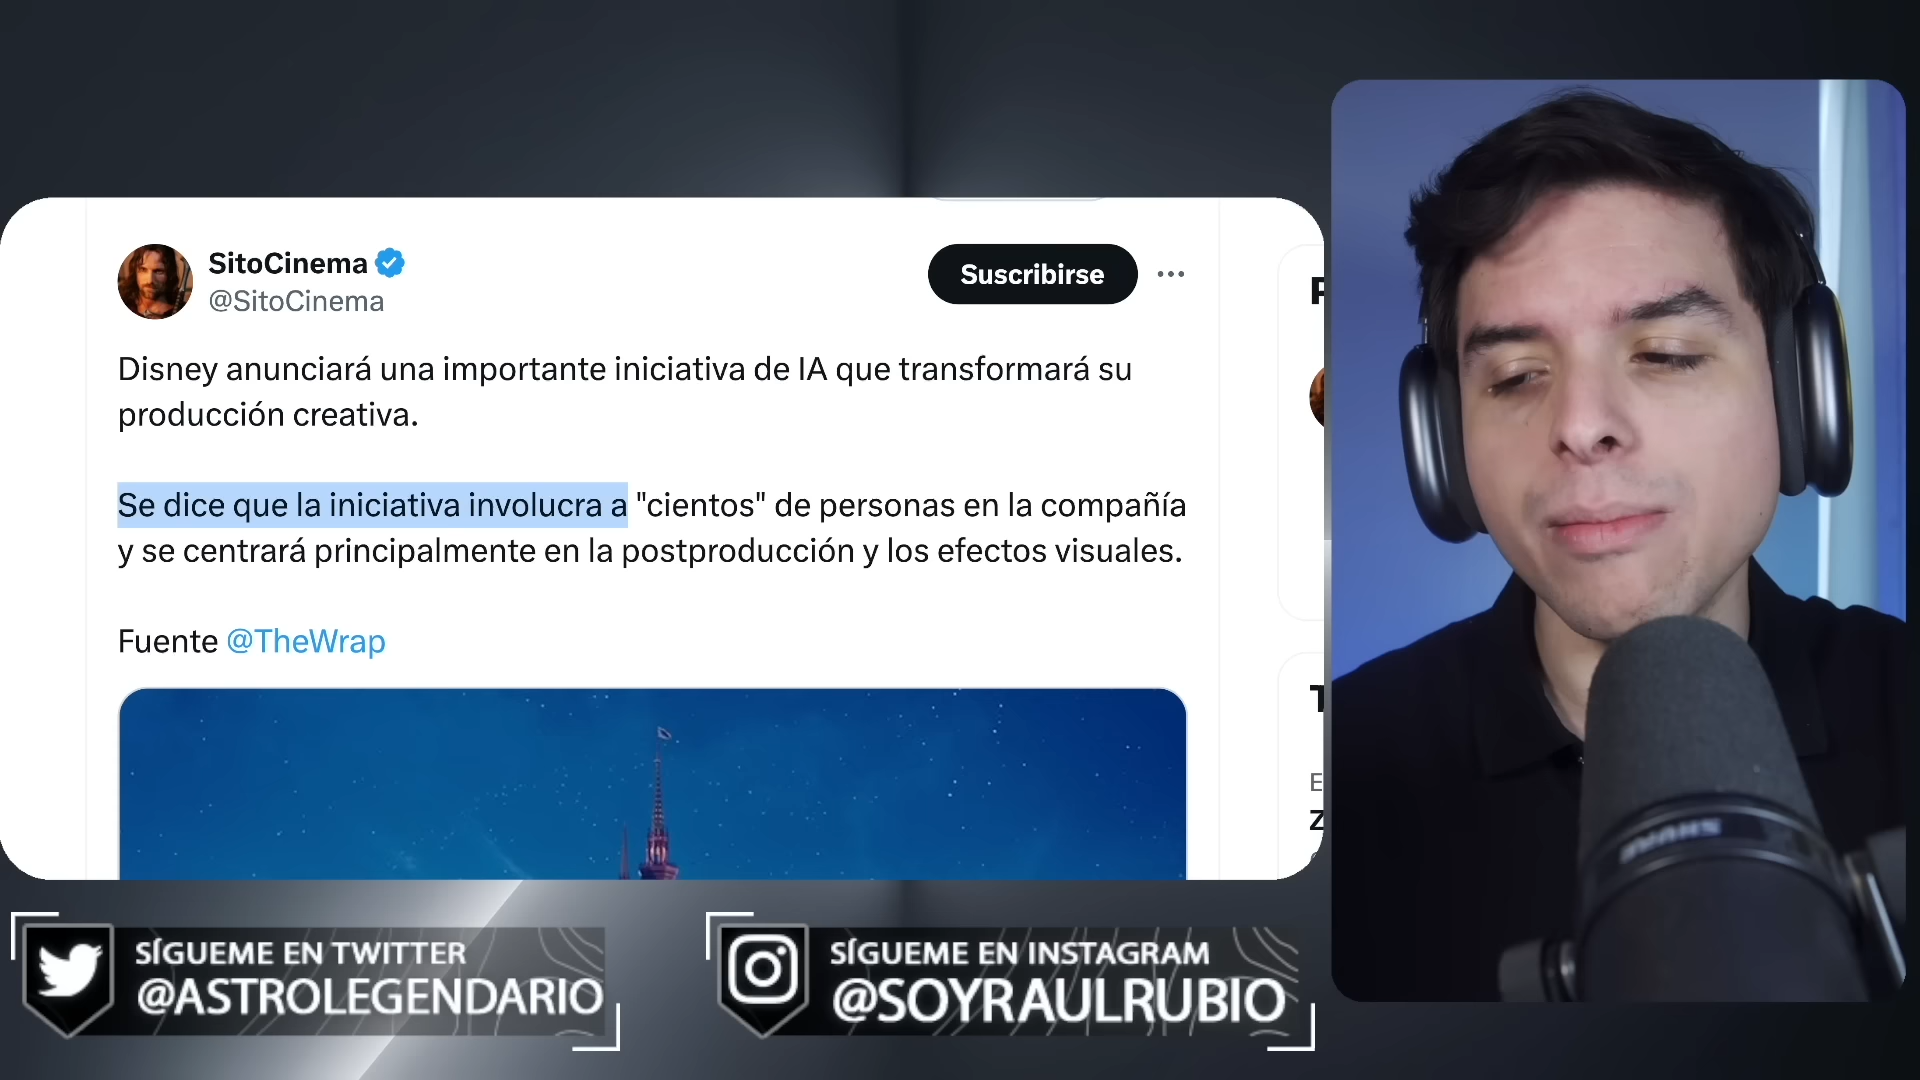 SitoCinema
@SitoCinema
Suscribirse
Disney anunciará una importante iniciativa de IA que transformará su
producción creativa.
Se dice que la iniciativa involucra a "cientos" de personas en la compañía
y se centrará principalmente en la postproducción y los efectos visuales.
Fuente @TheWrap
SÍGUEME EN TWITTER
@ASTROLEGENDARIO
SÍGUEME EN INSTAGRAM
@SOYRAULRUBIO
SHURE